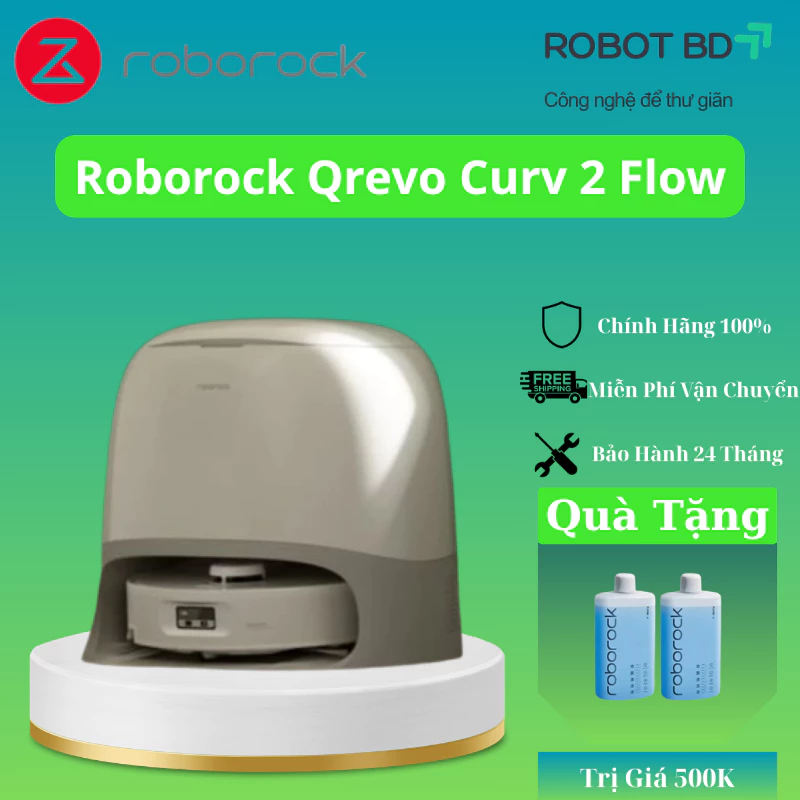 roborock
ROBOT BD
Công nghệ để thư giãn
Roborock Qrevo Curv 2 Flow
roborock
Chính Hãng 100%
FREE
SHIPPING
Miễn Phí Vận Chuyển
Bảo Hành 24 Tháng
Quà Tặng
roborock
roborock
Trị Giá 500K